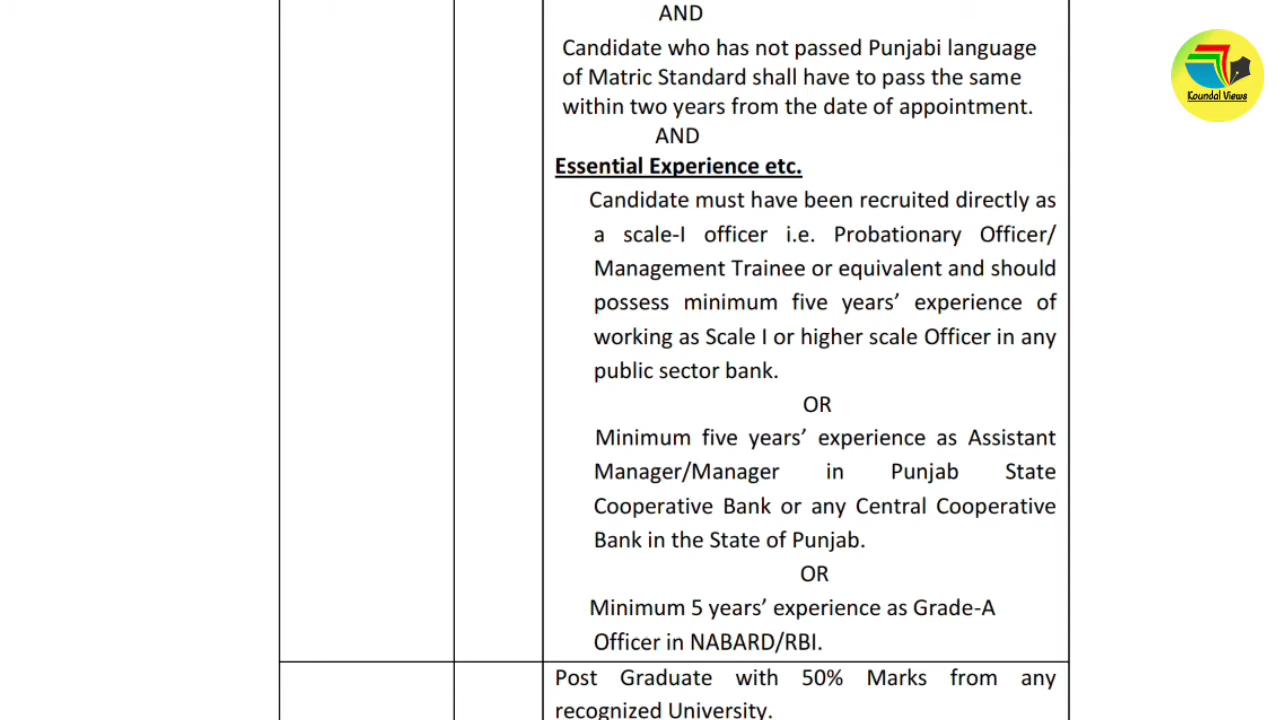 AND
Candidate who has not passed Punjabi language
of Matric Standard shall have to pass the same
within two years from the date of appointment.
AND
Essential Experience etc.
Candidate must have been recruited directly as
a scale-I officer i.e. Probationary Officer/
Management Trainee or equivalent and should
possess minimum five years’ experience of
working as Scale I or higher scale Officer in any
public sector bank.
OR
Minimum five years’ experience as Assistant
Manager/Manager in Punjab State
Cooperative Bank or any Central Cooperative
Bank in the State of Punjab.
OR
Minimum 5 years’ experience as Grade-A
Officer in NABARD/RBI.
Post Graduate with 50% Marks from any
recognized University.
Koundal Views